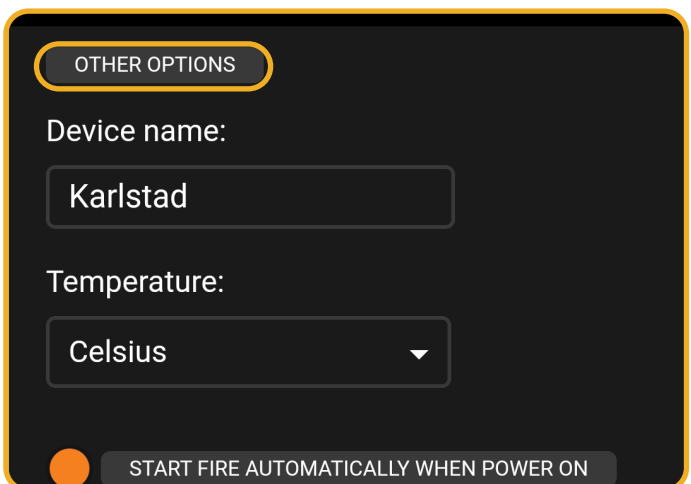 OTHER OPTIONS
Device name:
Karlstad
Temperature:
Celsius
START FIRE AUTOMATICALLY WHEN POWER ON